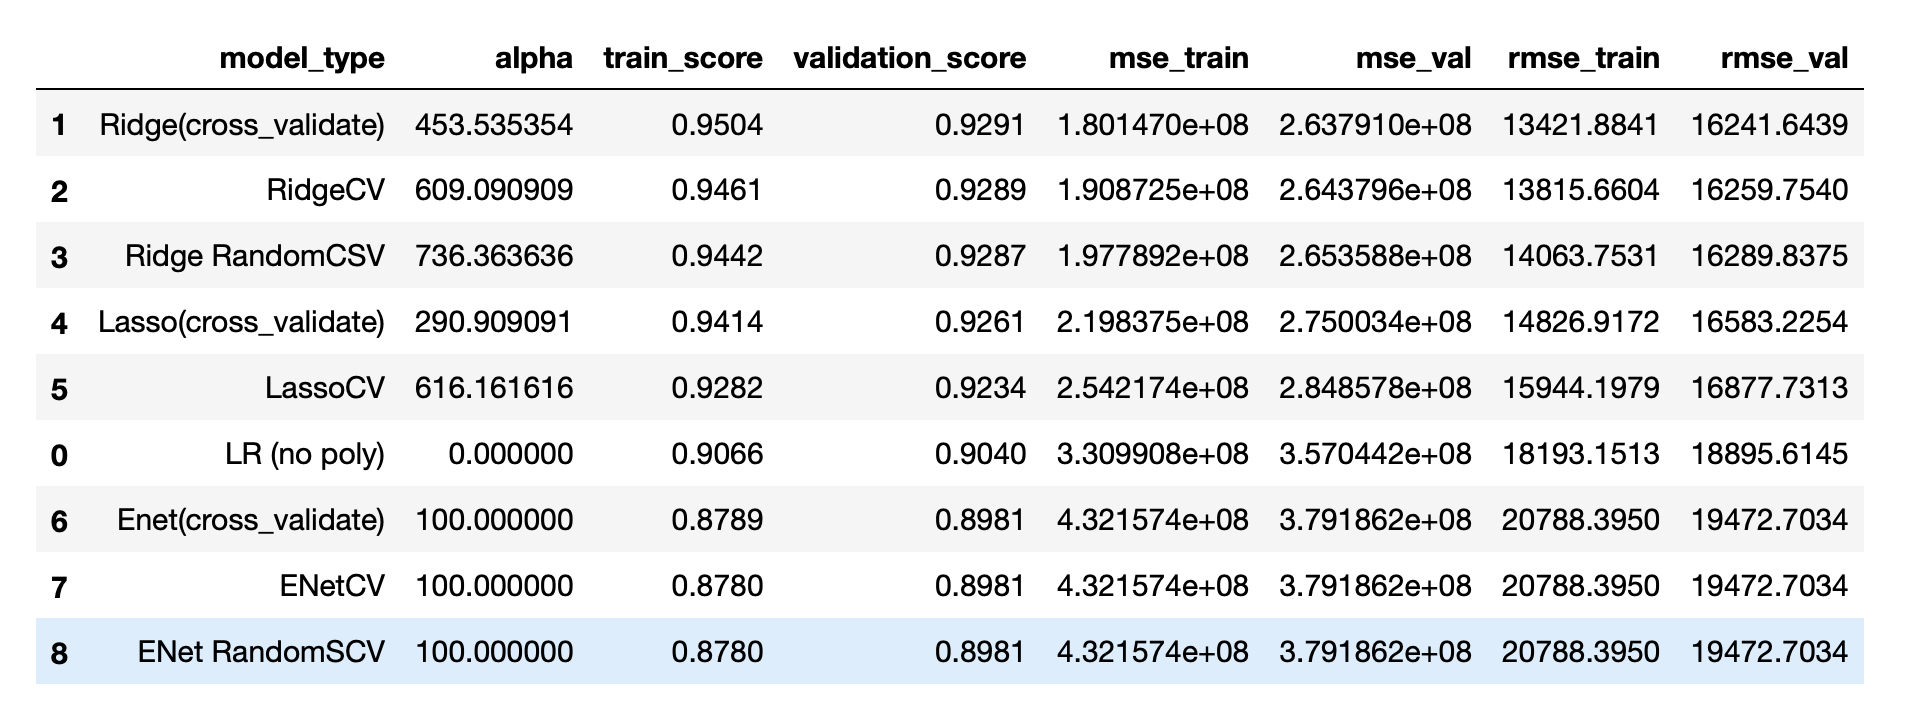 model_type alpha train_score validation_score mse_train mse_val rmse_train rmse_val
1 Ridge(cross_validate) 453.535354 0.9504 0.9291 1.801470e+08 2.637910e+08 13421.8841 16241.6439
2 RidgeCV 609.090909 0.9461 0.9289 1.908725e+08 2.643796e+08 13815.6604 16259.7540
3 Ridge RandomCSV 736.363636 0.9442 0.9287 1.977892e+08 2.653588e+08 14063.7531 16289.8375
4 Lasso(cross_validate) 290.909091 0.9414 0.9261 2.198375e+08 2.750034e+08 14826.9172 16583.2254
5 LassoCV 616.161616 0.9282 0.9234 2.542174e+08 2.848578e+08 15944.1979 16877.7313
0 LR (no poly) 0.000000 0.9066 0.9040 3.309908e+08 3.570442e+08 18193.1513 18895.6145
6 Enet(cross_validate) 100.000000 0.8789 0.8981 4.321574e+08 3.791862e+08 20788.3950 19472.7034
7 ENetCV 100.000000 0.8780 0.8981 4.321574e+08 3.791862e+08 20788.3950 19472.7034
8 ENet RandomSCV 100.000000 0.8780 0.8981 4.321574e+08 3.791862e+08 20788.3950 19472.7034